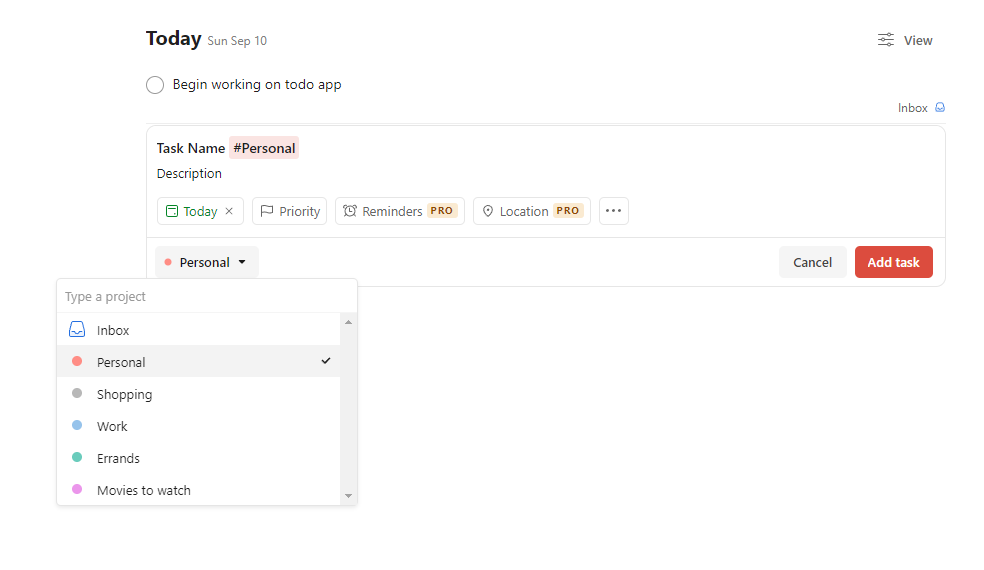 Today Sun Sep 10
View
Begin working on todo app
Inbox
Task Name #Personal
Description
Today × Priority Reminders PRO Location PRO ...
Personal Cancel Add task
Type a project
Inbox
Personal
Shopping
Work
Errands
Movies to watch